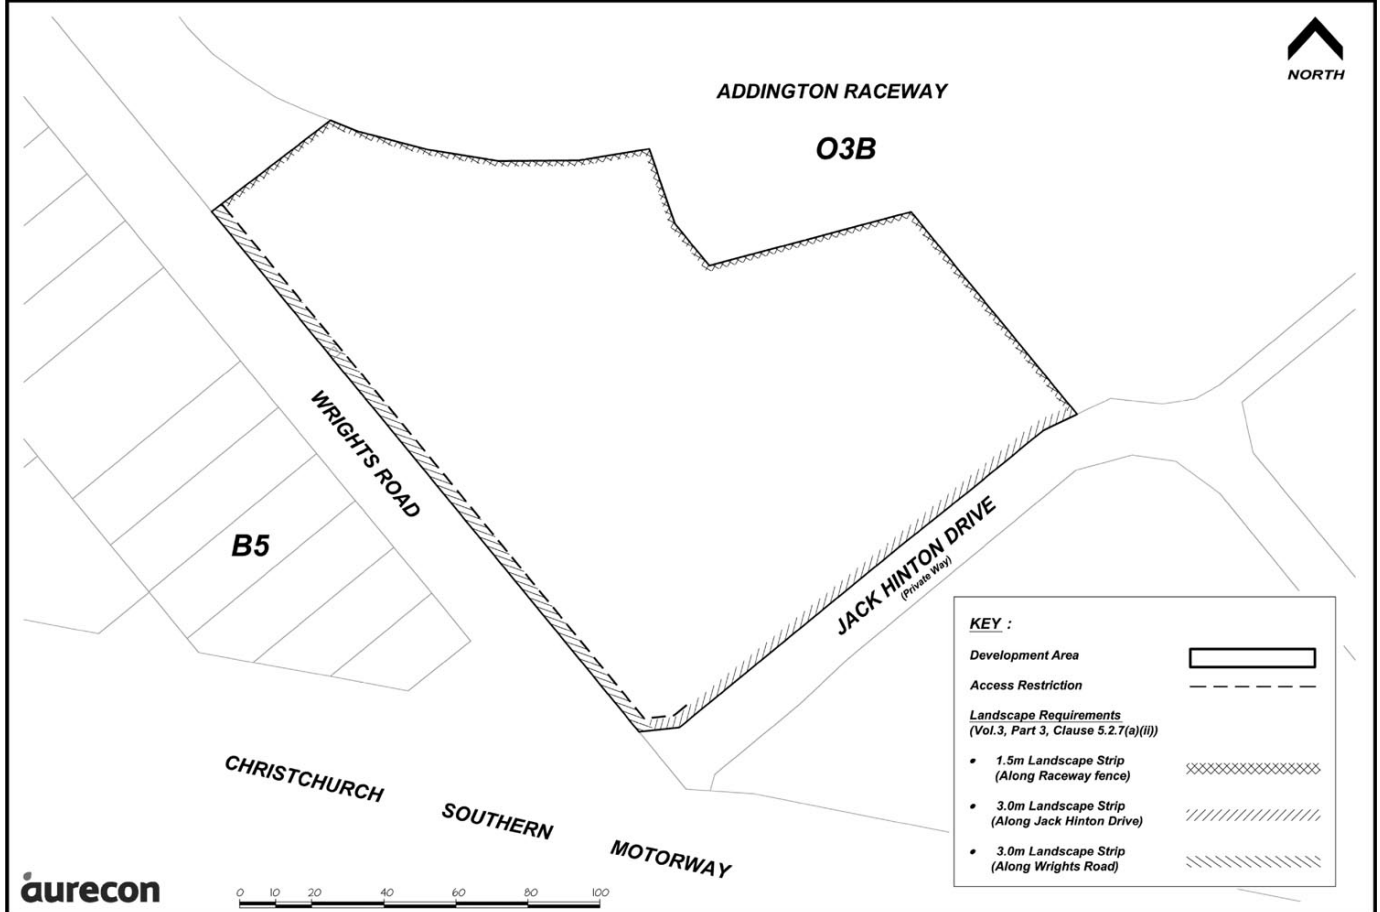 NORTH
ADDINGTON RACEWAY
O3B
WRIGHTS ROAD
B5
JACK HINTON DRIVE
(Private Way)
CHRISTCHURCH SOUTHERN MOTORWAY
KEY :
Development Area
Access Restriction
Landscape Requirements
(Vol.3, Part 3, Clause 5.2.7(a)(ii))
• 1.5m Landscape Strip
(Along Raceway fence)
• 3.0m Landscape Strip
(Along Jack Hinton Drive)
• 3.0m Landscape Strip
(Along Wrights Road)
aurecon
0 10 20 40 60 80 100